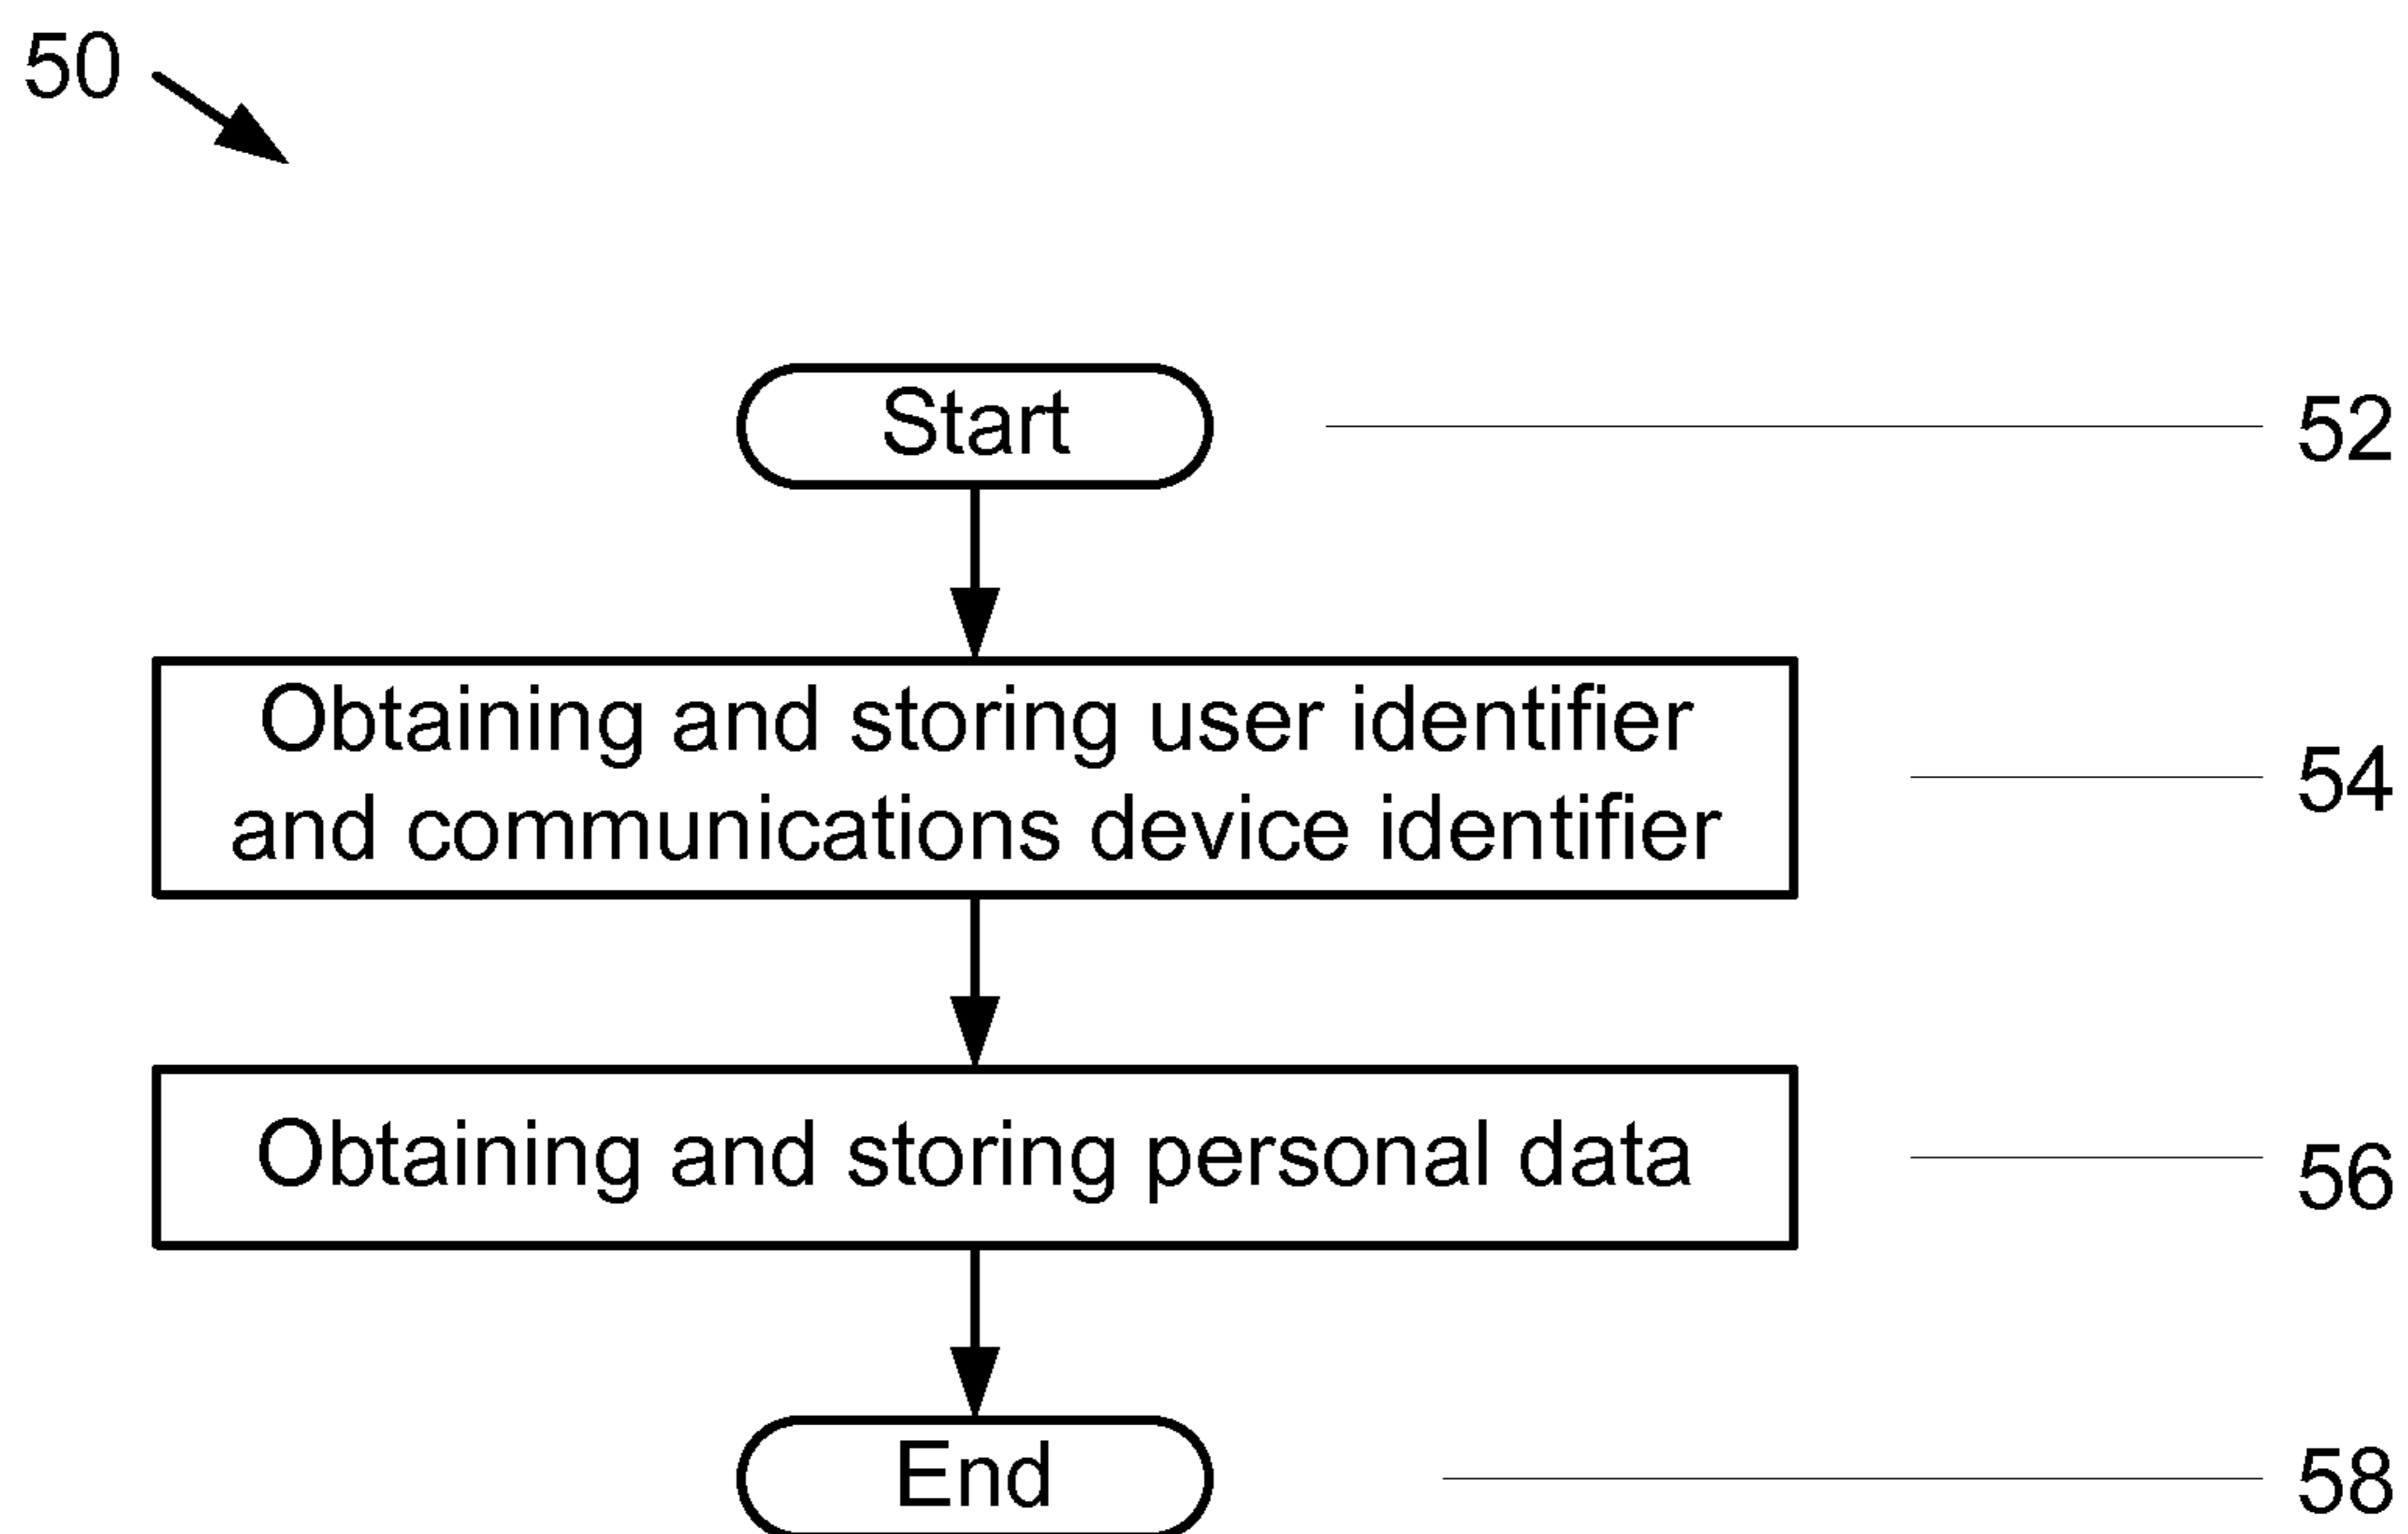 50
Start
52
Obtaining and storing user identifier
and communications device identifier
54
Obtaining and storing personal data
56
End
58